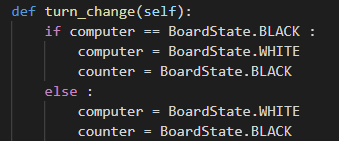 def turn_change(self):
    if computer == BoardState.BLACK :
        computer = BoardState.WHITE
        counter = BoardState.BLACK
    else :
        computer = BoardState.WHITE
        counter = BoardState.BLACK